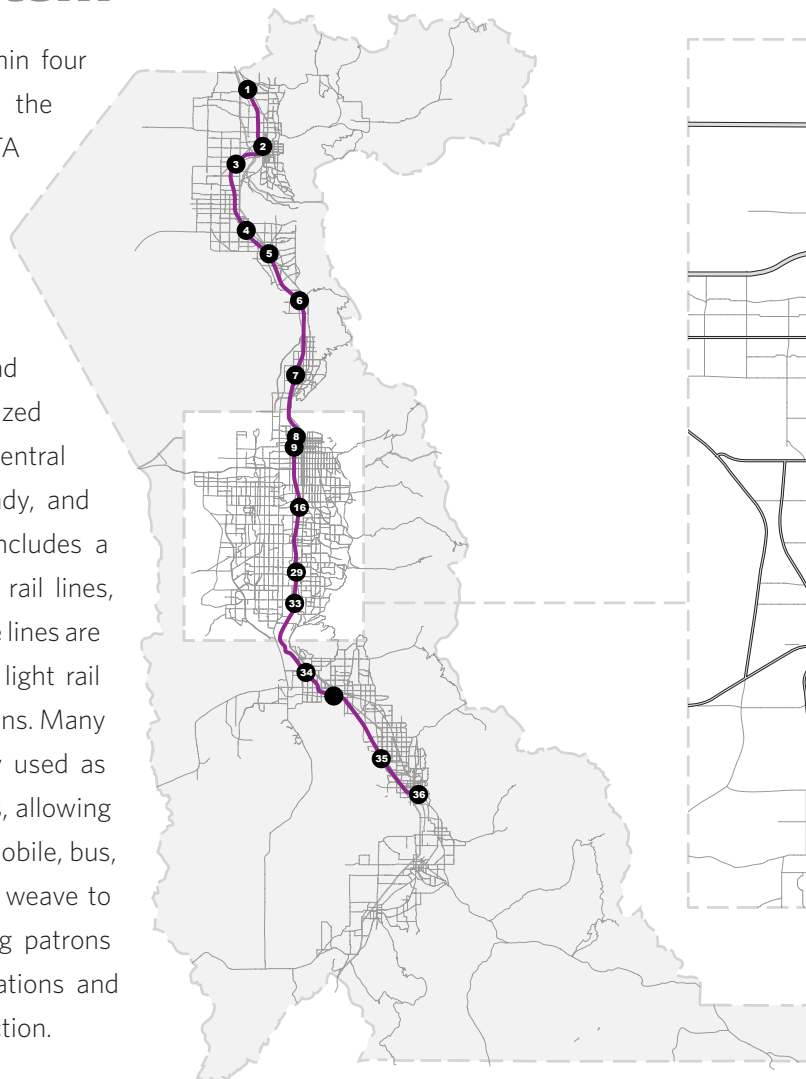 hin four
the
TA
nd
ized
entral
dy, and
ncludes a
rail lines,
e lines are
light rail
ns. Many
y used as
s, allowing
obile, bus,
weave to
g patrons
ations and
ction.
1
2
3
4
5
6
7
8
9
16
29
33
34
35
36